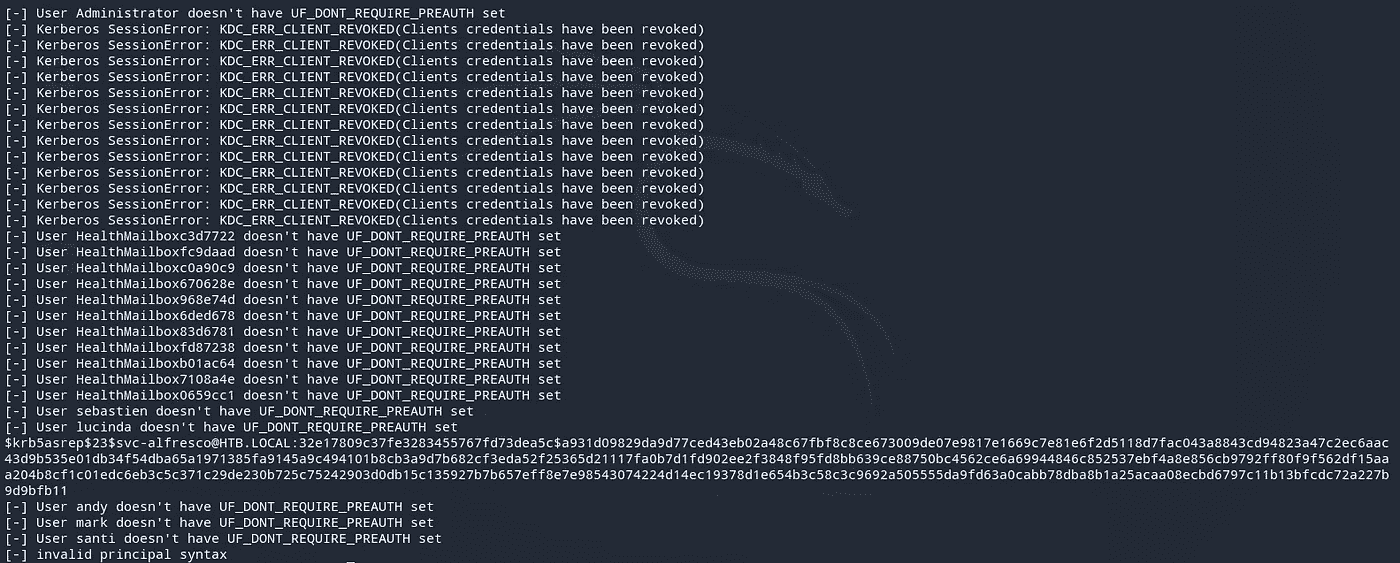 [-] User Administrator doesn't have UF_DONT_REQUIRE_PREAUTH set
[-] Kerberos SessionError: KDC_ERR_CLIENT_REVOKED(Clients credentials have been revoked)
[-] Kerberos SessionError: KDC_ERR_CLIENT_REVOKED(Clients credentials have been revoked)
[-] Kerberos SessionError: KDC_ERR_CLIENT_REVOKED(Clients credentials have been revoked)
[-] Kerberos SessionError: KDC_ERR_CLIENT_REVOKED(Clients credentials have been revoked)
[-] Kerberos SessionError: KDC_ERR_CLIENT_REVOKED(Clients credentials have been revoked)
[-] Kerberos SessionError: KDC_ERR_CLIENT_REVOKED(Clients credentials have been revoked)
[-] Kerberos SessionError: KDC_ERR_CLIENT_REVOKED(Clients credentials have been revoked)
[-] Kerberos SessionError: KDC_ERR_CLIENT_REVOKED(Clients credentials have been revoked)
[-] Kerberos SessionError: KDC_ERR_CLIENT_REVOKED(Clients credentials have been revoked)
[-] Kerberos SessionError: KDC_ERR_CLIENT_REVOKED(Clients credentials have been revoked)
[-] Kerberos SessionError: KDC_ERR_CLIENT_REVOKED(Clients credentials have been revoked)
[-] Kerberos SessionError: KDC_ERR_CLIENT_REVOKED(Clients credentials have been revoked)
[-] Kerberos SessionError: KDC_ERR_CLIENT_REVOKED(Clients credentials have been revoked)
[-] User HealthMailboxc3d7722 doesn't have UF_DONT_REQUIRE_PREAUTH set
[-] User HealthMailboxfc9daad doesn't have UF_DONT_REQUIRE_PREAUTH set
[-] User HealthMailboxc0a90c9 doesn't have UF_DONT_REQUIRE_PREAUTH set
[-] User HealthMailbox670628e doesn't have UF_DONT_REQUIRE_PREAUTH set
[-] User HealthMailbox968e74d doesn't have UF_DONT_REQUIRE_PREAUTH set
[-] User HealthMailbox6ded678 doesn't have UF_DONT_REQUIRE_PREAUTH set
[-] User HealthMailbox83d6781 doesn't have UF_DONT_REQUIRE_PREAUTH set
[-] User HealthMailboxfd87238 doesn't have UF_DONT_REQUIRE_PREAUTH set
[-] User HealthMailboxb01ac64 doesn't have UF_DONT_REQUIRE_PREAUTH set
[-] User HealthMailbox7108a4e doesn't have UF_DONT_REQUIRE_PREAUTH set
[-] User HealthMailbox0659cc1 doesn't have UF_DONT_REQUIRE_PREAUTH set
[-] User sebastien doesn't have UF_DONT_REQUIRE_PREAUTH set
[-] User lucinda doesn't have UF_DONT_REQUIRE_PREAUTH set
$krb5asrep$23$svc-alfresco@HTB.LOCAL:32e17809c37fe3283455767fd73dea5c$a931d09829da9d77ced43eb02a48c67fbf8c8ce673009de07e9817e1669c7e81e6f2d5118d7fac043a8843cd94823a47c2ec6aac
43d9b535e01db34f54dba65a1971385fa9145a9c494101b8cb3a9d7b682cf3eda52f25365d21117fa0b7d1fd902ee2f3848f95fd8bb639ce88750bc4562ce6a69944846c852537ebf4a8e856cb9792ff80f9f562df15aa
a204b8cf1c01edc6eb3c5c371c29de230b725c75242903d0db15c135927b7b657eff8e7e98543074224d14ec19378d1e654b3c58c3c9692a505555da9fd63a0cabb78dba8b1a25acaa08ecbd6797c11b13bfcdc72a227b
9d9bfb11
[-] User andy doesn't have UF_DONT_REQUIRE_PREAUTH set
[-] User mark doesn't have UF_DONT_REQUIRE_PREAUTH set
[-] User santi doesn't have UF_DONT_REQUIRE_PREAUTH set
[-] invalid principal syntax